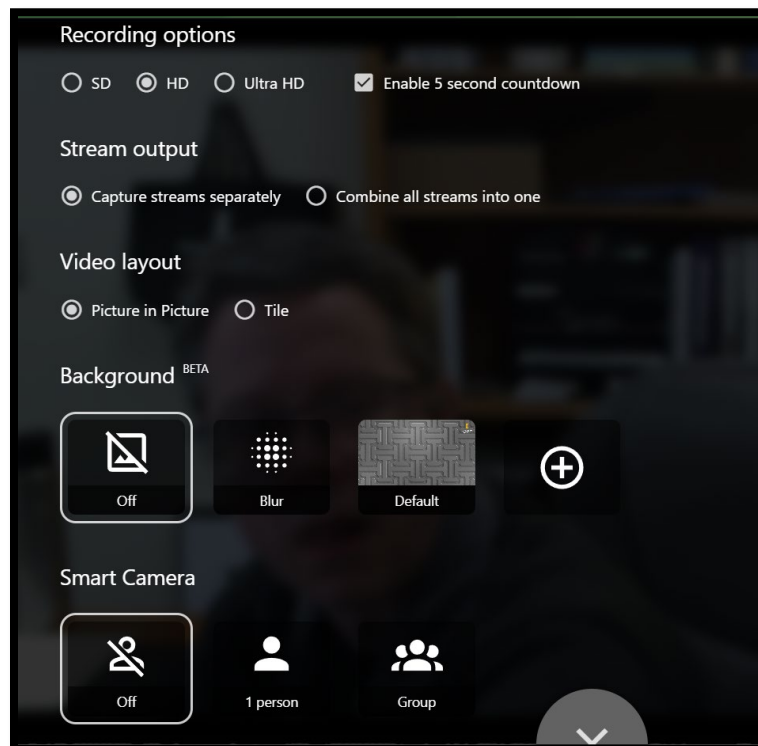 Recording options
SD HD Ultra HD Enable 5 second countdown
Stream output
Capture streams separately Combine all streams into one
Video layout
Picture in Picture Tile
Background BETA
Off Blur Default
Smart Camera
Off 1 person Group